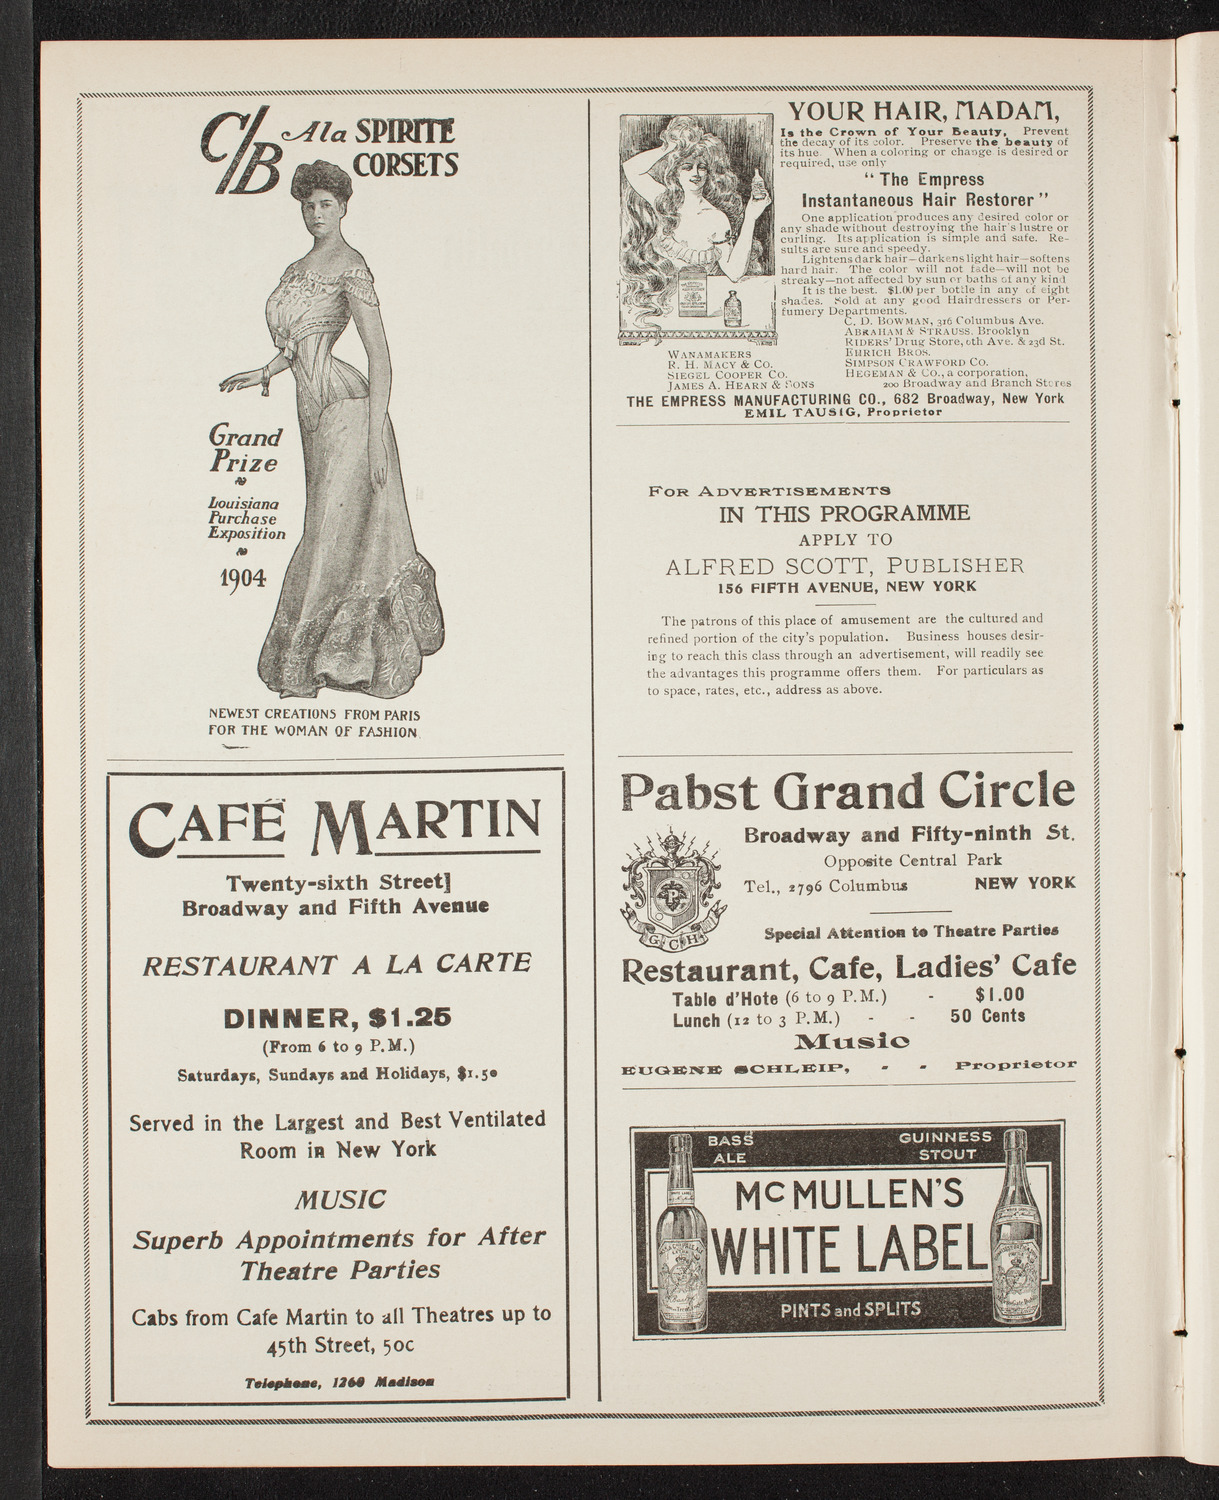 C/B Ala SPIRITE
CORSETS
Grand
Prize
Louisiana
Purchase
Exposition
1904
NEWEST CREATIONS FROM PARIS
FOR THE WOMAN OF FASHION
CAFÉ MARTIN
Twenty-sixth Street]
Broadway and Fifth Avenue
RESTAURANT A LA CARTE
DINNER, $1.25
(From 6 to 9 P.M.)
Saturdays, Sundays and Holidays, $1.50
Served in the Largest and Best Ventilated
Room in New York
MUSIC
Superb Appointments for After
Theatre Parties
Cabs from Cafe Martin to all Theatres up to
45th Street, 50c
Telephone, 1260 Madison
YOUR HAIR, MADAM,
Is the Crown of Your Beauty. Prevent
the decay of its color. Preserve the beauty of
its hue. When a coloring or change is desired or
required, use only
"The Empress
Instantaneous Hair Restorer"
One application produces any desired color or
any shade without destroying the hair's lustre or
curling. Its application is simple and safe. Re-
sults are sure and speedy.
Lightens dark hair—darkens light hair—softens
hard hair. The color will not fade—will not be
streaky—not affected by sun or baths of any kind
It is the best. $1.00 per bottle in any of eight
shades. Sold at any good Hairdressers or Per-
fumery Departments.
C. D. BOWMAN, 316 Columbus Ave.
ABRAHAM & STRAUSS. Brooklyn
RIDERS' Drug Store, 6th Ave. & 23d St.
EHRICH BROS.
SIMPSON CRAWFORD CO.
HEGEMAN & CO., a corporation,
200 Broadway and Branch Stores
WANAMAKERS
R. H. MACY & CO.
SIEGEL COOPER CO.
JAMES A. HEARN & SONS
THE EMPRESS MANUFACTURING CO., 682 Broadway, New York
EMIL TAUSIG, Proprietor
FOR ADVERTISEMENTS
IN THIS PROGRAMME
APPLY TO
ALFRED SCOTT, PUBLISHER
156 FIFTH AVENUE, NEW YORK
The patrons of this place of amusement are the cultured and
refined portion of the city's population. Business houses desir-
ing to reach this class through an advertisement, will readily see
the advantages this programme offers them. For particulars as
to space, rates, etc., address as above.
Pabst Grand Circle
Broadway and Fifty-ninth St.
Opposite Central Park
Tel., 2796 Columbus NEW YORK
P
G C H
Special Attention to Theatre Parties
Restaurant, Cafe, Ladies' Cafe
Table d'Hote (6 to 9 P.M.) - $1.00
Lunch (12 to 3 P.M.) - - 50 Cents
Music
EUGENE SCHLEIP, - - Proprietor
BASS ALE
GUINNESS STOUT
McMULLEN'S
WHITE LABEL
PINTS and SPLITS